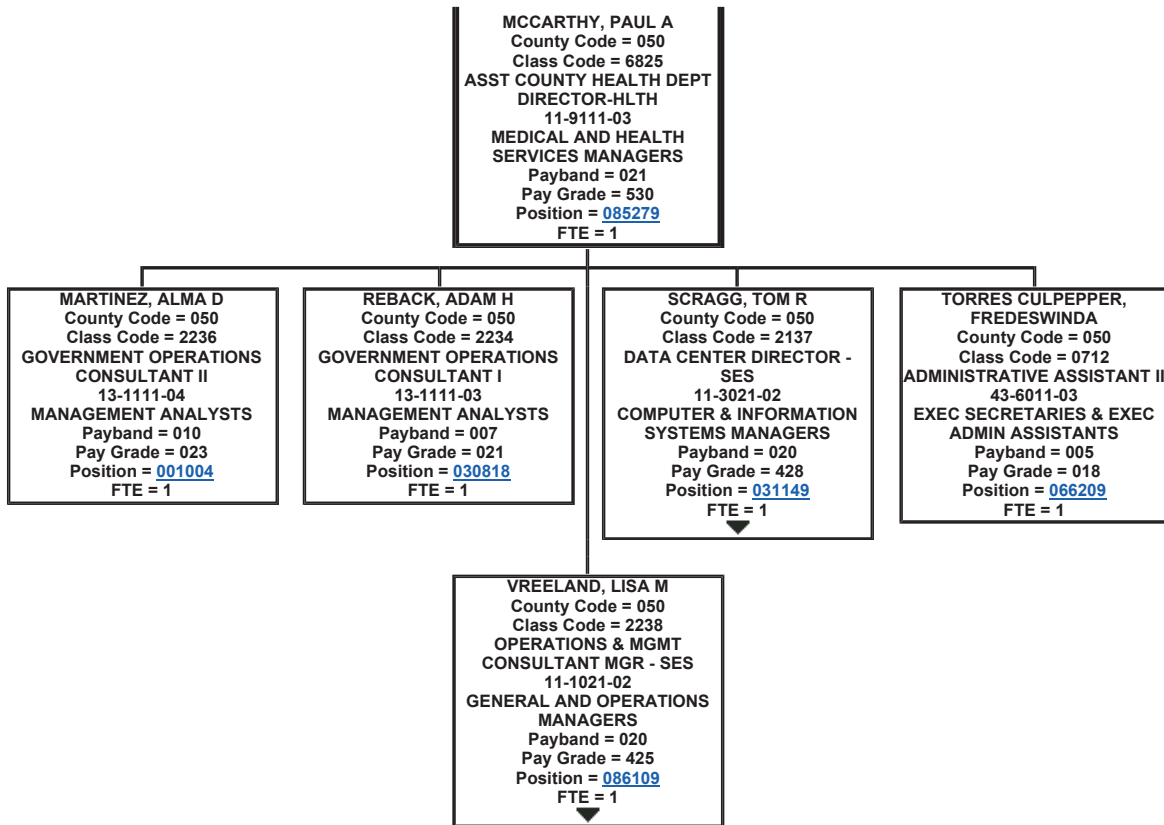 MCCARTHY, PAUL A
County Code = 050
Class Code = 6825
ASST COUNTY HEALTH DEPT
DIRECTOR-HLTH
11-9111-03
MEDICAL AND HEALTH
SERVICES MANAGERS
Payband = 021
Pay Grade = 530
Position = 085279
FTE = 1
MARTINEZ, ALMA D
County Code = 050
Class Code = 2236
GOVERNMENT OPERATIONS
CONSULTANT II
13-1111-04
MANAGEMENT ANALYSTS
Payband = 010
Pay Grade = 023
Position = 001004
FTE = 1
REBACK, ADAM H
County Code = 050
Class Code = 2234
GOVERNMENT OPERATIONS
CONSULTANT I
13-1111-03
MANAGEMENT ANALYSTS
Payband = 007
Pay Grade = 021
Position = 030818
FTE = 1
SCRAGG, TOM R
County Code = 050
Class Code = 2137
DATA CENTER DIRECTOR -
SES
11-3021-02
COMPUTER & INFORMATION
SYSTEMS MANAGERS
Payband = 020
Pay Grade = 428
Position = 031149
FTE = 1
TORRES CULPEPPER,
FREDESWINDA
County Code = 050
Class Code = 0712
ADMINISTRATIVE ASSISTANT II
43-6011-03
EXEC SECRETARIES & EXEC
ADMIN ASSISTANTS
Payband = 005
Pay Grade = 018
Position = 066209
FTE = 1
VREELAND, LISA M
County Code = 050
Class Code = 2238
OPERATIONS & MGMT
CONSULTANT MGR - SES
11-1021-02
GENERAL AND OPERATIONS
MANAGERS
Payband = 020
Pay Grade = 425
Position = 086109
FTE = 1